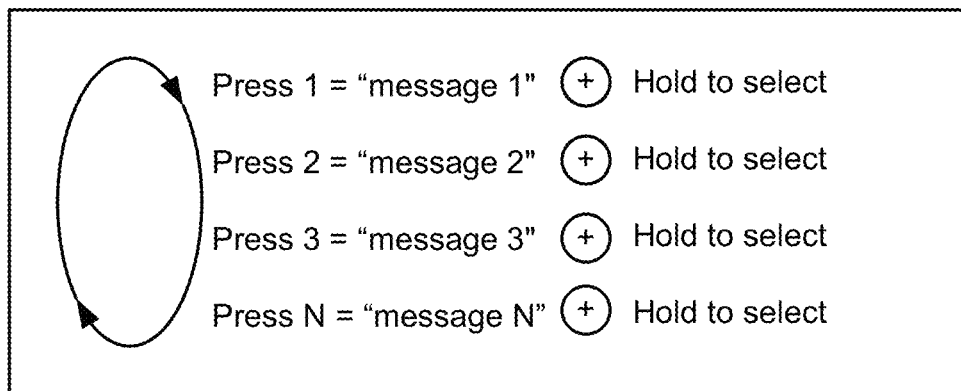 Press 1 = “message 1" + Hold to select
Press 2 = “message 2" + Hold to select
Press 3 = “message 3" + Hold to select
Press N = “message N” + Hold to select